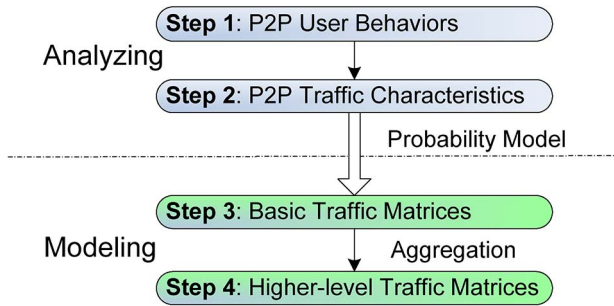 Step 1: P2P User Behaviors
Analyzing
Step 2: P2P Traffic Characteristics
Probability Model
Step 3: Basic Traffic Matrices
Modeling
Aggregation
Step 4: Higher-level Traffic Matrices